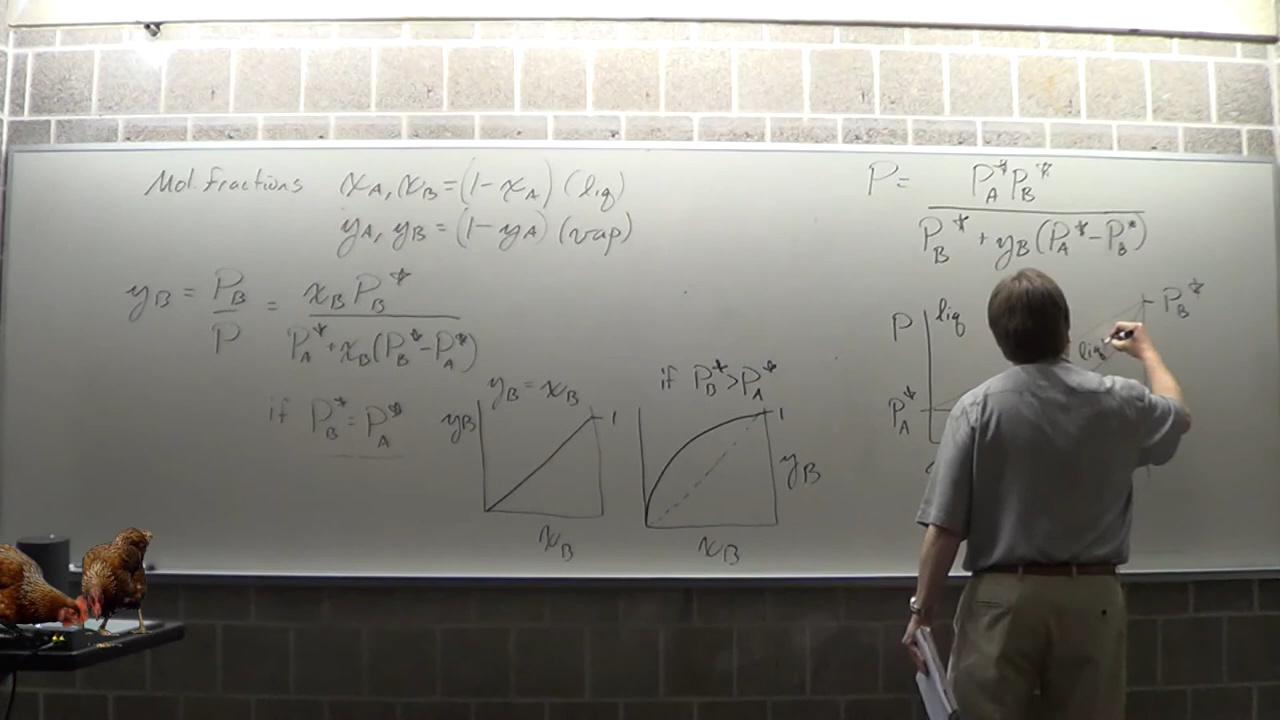 Mol. fractions x_A, x_B = (1 - x_A) (liq)
y_A, y_B = (1 - y_A) (vap)
y_B = P_B / P = x_B P_B* / P_A* + x_B (P_B* - P_A*)
if P_B* = P_A*
y_B = x_B
y_B
1
x_B
if P_B* > P_A*
1
y_B
x_B
P = P_A* P_B* / P_B* + y_B (P_A* - P_B*)
P
liq
P_B*
liq
P_A*